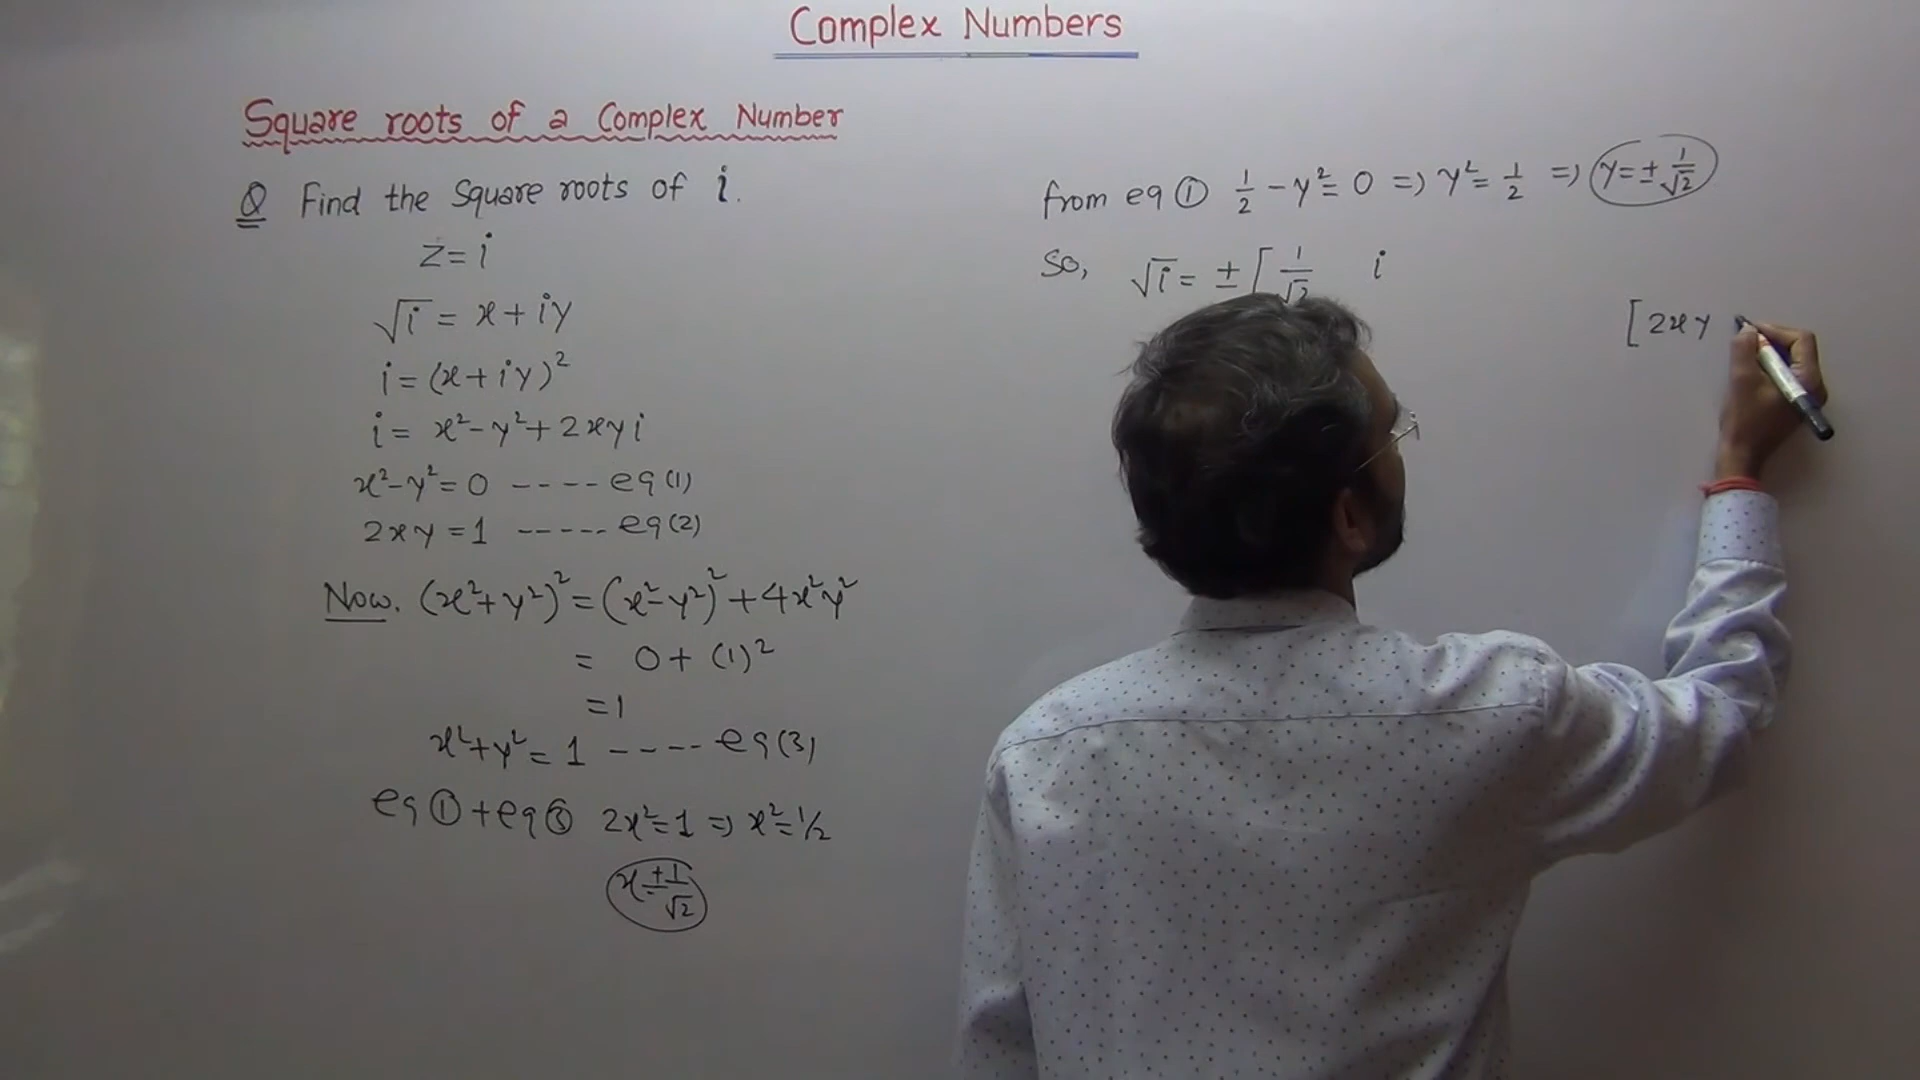 Complex Numbers
Square roots of a Complex Number
Q Find the Square roots of i.
z = i
√i = x + iy
i = (x + iy)²
i = x² - y² + 2xyi
x² - y² = 0 ---- eq(1)
2xy = 1 ----- eq(2)
Now. (x² + y²)² = (x² - y²)² + 4x²y²
= 0 + (1)²
= 1
x² + y² = 1 ---- eq(3)
eq ① + eq ③ 2x² = 1 => x² = 1/2
x = ± 1/√2
from eq ① 1/2 - y² = 0 => y² = 1/2 => y = ± 1/√2
So, √i = ± [ 1/√2 i
[ 2xy